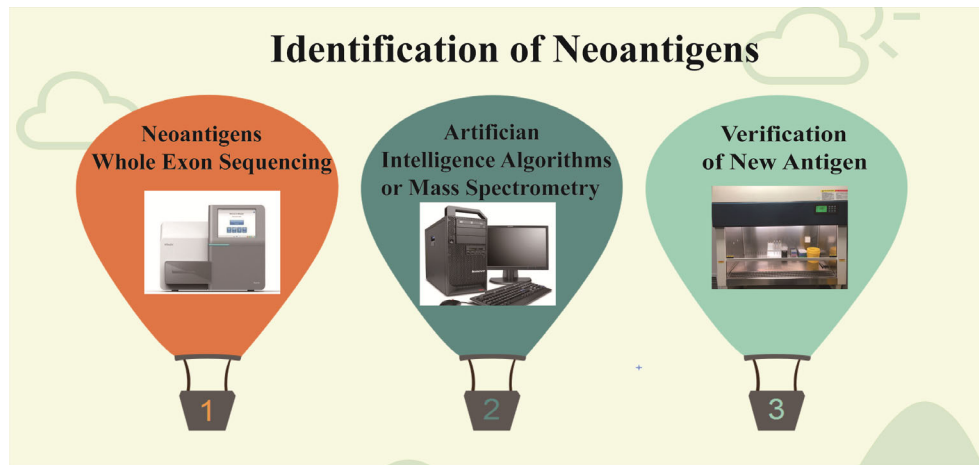 Identification of Neoantigens
Neoantigens
Whole Exon Sequencing
Artifician
Intelligence Algorithms
or Mass Spectrometry
Verification
of New Antigen
1
2
3